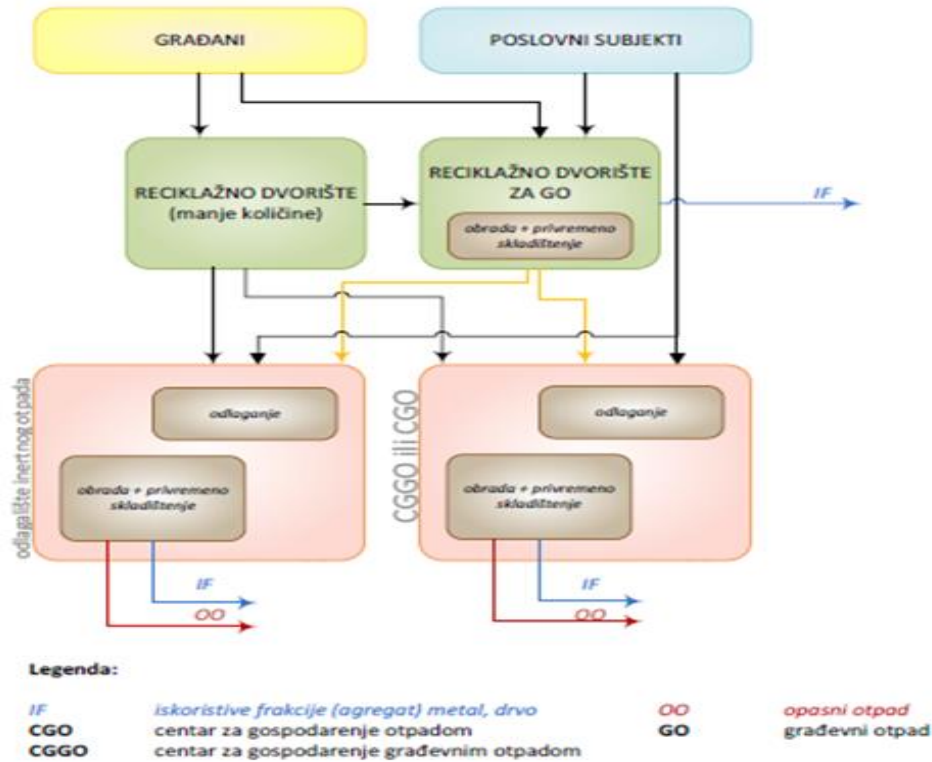 GRAĐANI
POSLOVNI SUBJEKTI
RECIKLAŽNO DVORIŠTE
(manje količine)
RECIKLAŽNO DVORIŠTE
ZA GO
obrada + privremeno
skladištenje
IF
odlagalište inertnog otpada
odlaganje
obrada + privremeno
skladištenje
IF
OO
CGGO ili CGO
odlaganje
obrada + privremeno
skladištenje
IF
OO
Legenda:
IF iskoristive frakcije (agregat) metal, drvo OO opasni otpad
CGO centar za gospodarenje otpadom GO građevni otpad
CGGO centar za gospodarenje građevnim otpadom